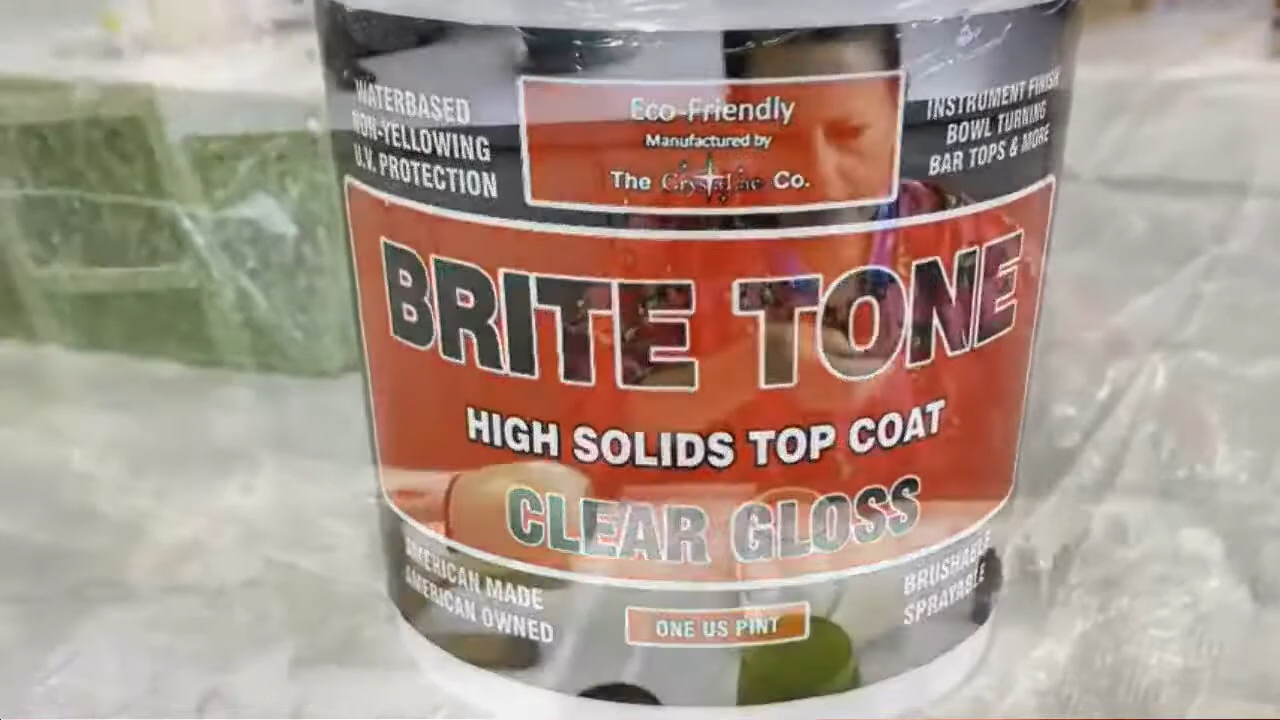 WATERBASED
NON-YELLOWING
U.V. PROTECTION
Eco-Friendly
Manufactured by
The Crystalac Co.
INSTRUMENT FINISH
BOWL TURNING
BAR TOPS & MORE
BRITE TONE
HIGH SOLIDS TOP COAT
CLEAR GLOSS
AMERICAN MADE
AMERICAN OWNED
ONE US PINT
BRUSHABLE
SPRAYABLE